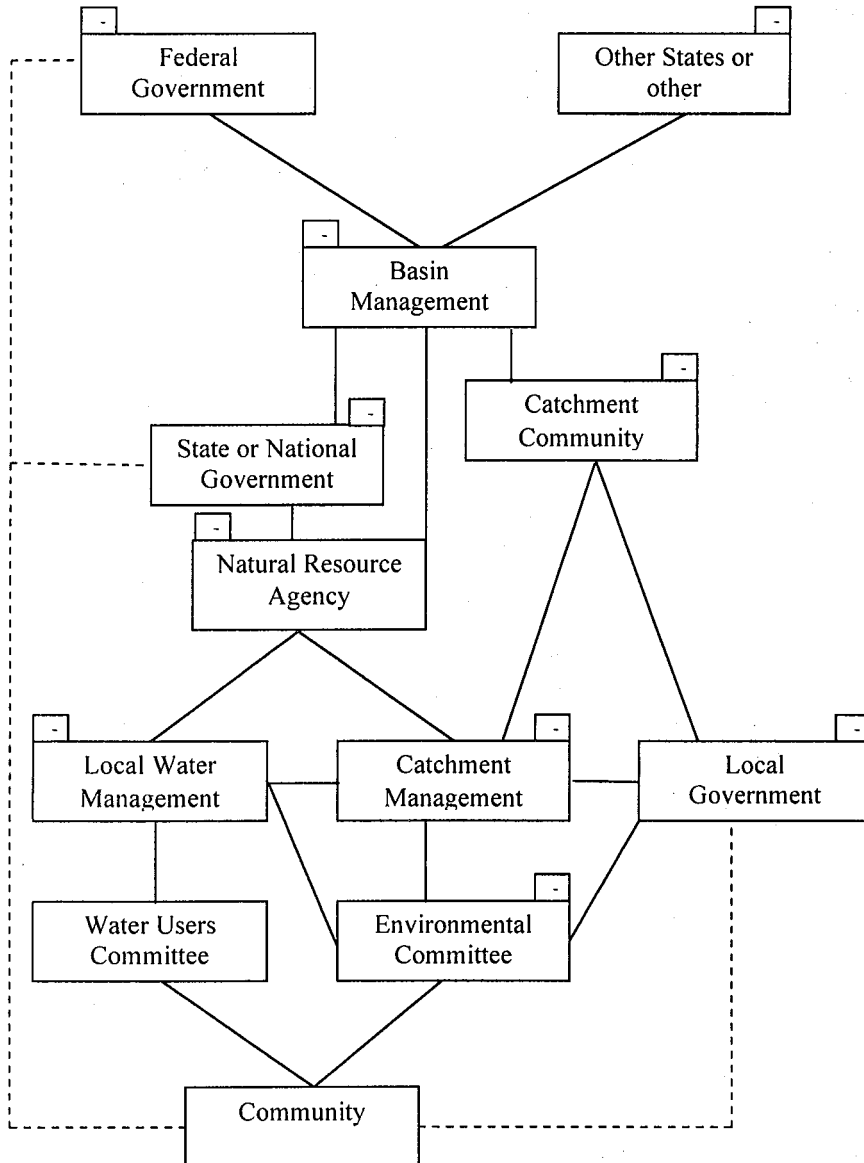 -
Federal
Government
-
Other States or
other
-
Basin
Management
-
Catchment
Community
-
State or National
Government
-
Natural Resource
Agency
-
Local Water
Management
-
Catchment
Management
-
Local
Government
Water Users
Committee
-
Environmental
Committee
Community